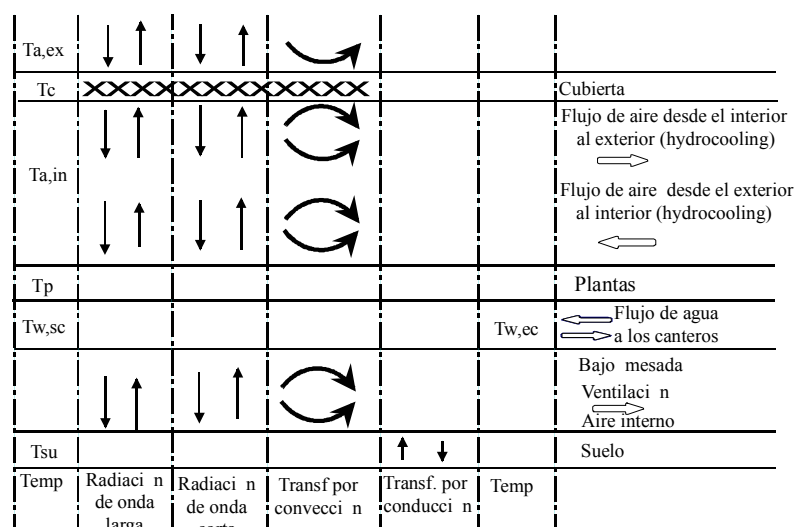 Ta,ex
Tc
Cubierta
Flujo de aire desde el interior
al exterior (hydrocooling)
Ta,in
Flujo de aire desde el exterior
al interior (hydrocooling)
Tp
Plantas
Tw,sc
Tw,ec
Flujo de agua
a los canteros
Bajo mesada
Ventilaci n
Aire interno
Tsu
Suelo
Temp
Radiaci n
de onda
larga
Radiaci n
de onda
corta
Transf por
convecci n
Transf. por
conducci n
Temp